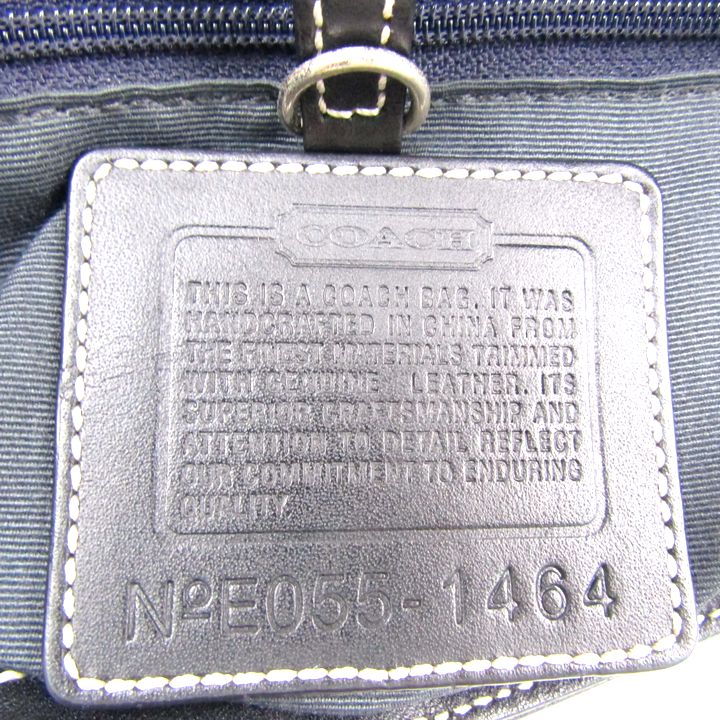 COACH
THIS IS A COACH BAG. IT WAS
HANDCRAFTED IN CHINA FROM
THE FINEST MATERIALS TRIMMED
WITH GENUINE LEATHER. ITS
SUPERIOR CRAFTSMANSHIP AND
ATTENTION TO DETAIL REFLECT
OUR COMMITMENT TO ENDURING
QUALITY.
NºE055-1464